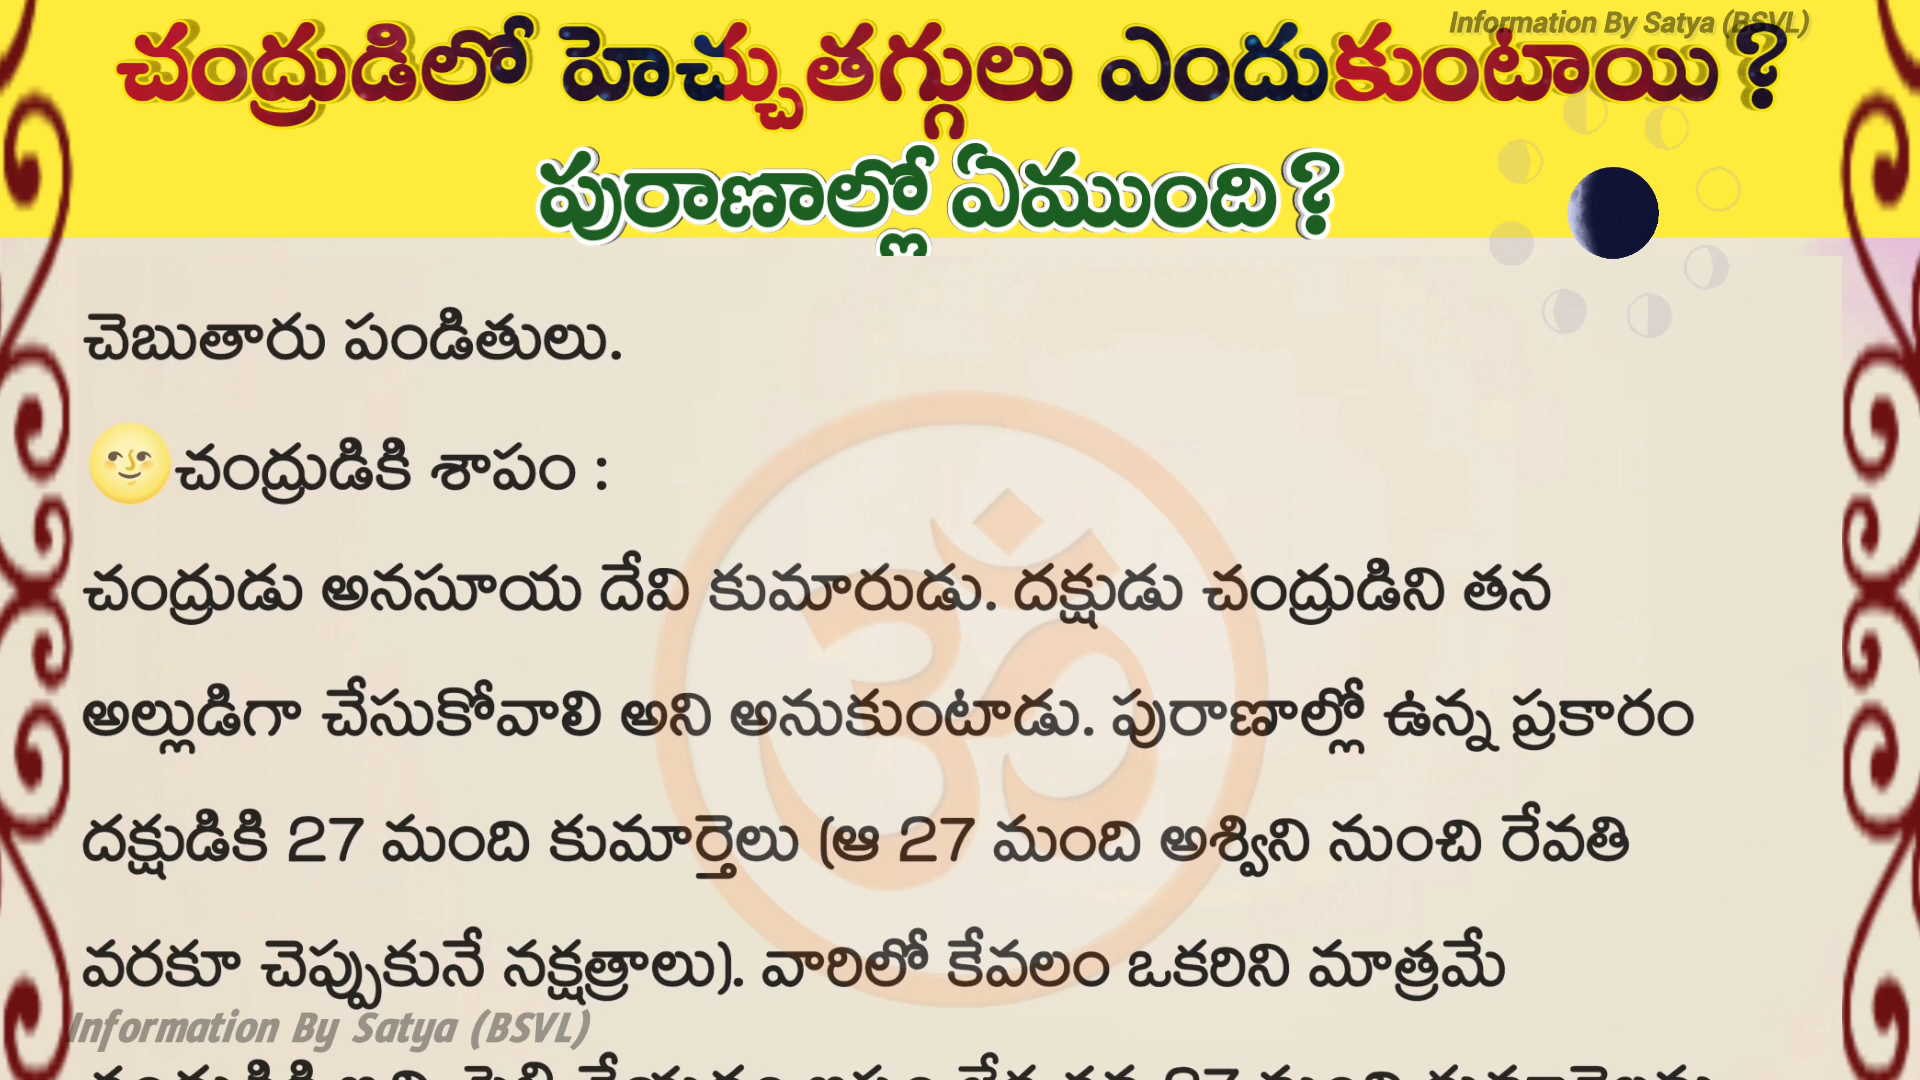 Information By Satya (BSVL)
చంద్రుడిలో హెచ్చుతగ్గులు ఎందుకుంటాయి?
పురాణాల్లో ఏముంది?
చెబుతారు పండితులు.
🌝చంద్రుడికి శాపం :
చంద్రుడు అనసూయ దేవి కుమారుడు. దక్షుడు చంద్రుడిని తన
అల్లుడిగా చేసుకోవాలి అని అనుకుంటాడు. పురాణాల్లో ఉన్న ప్రకారం
దక్షుడికి 27 మంది కుమార్తెలు (ఆ 27 మంది అశ్విని నుంచి రేవతి
వరకూ చెప్పుకునే నక్షత్రాలు). వారిలో కేవలం ఒకరిని మాత్రమే
Information By Satya (BSVL)